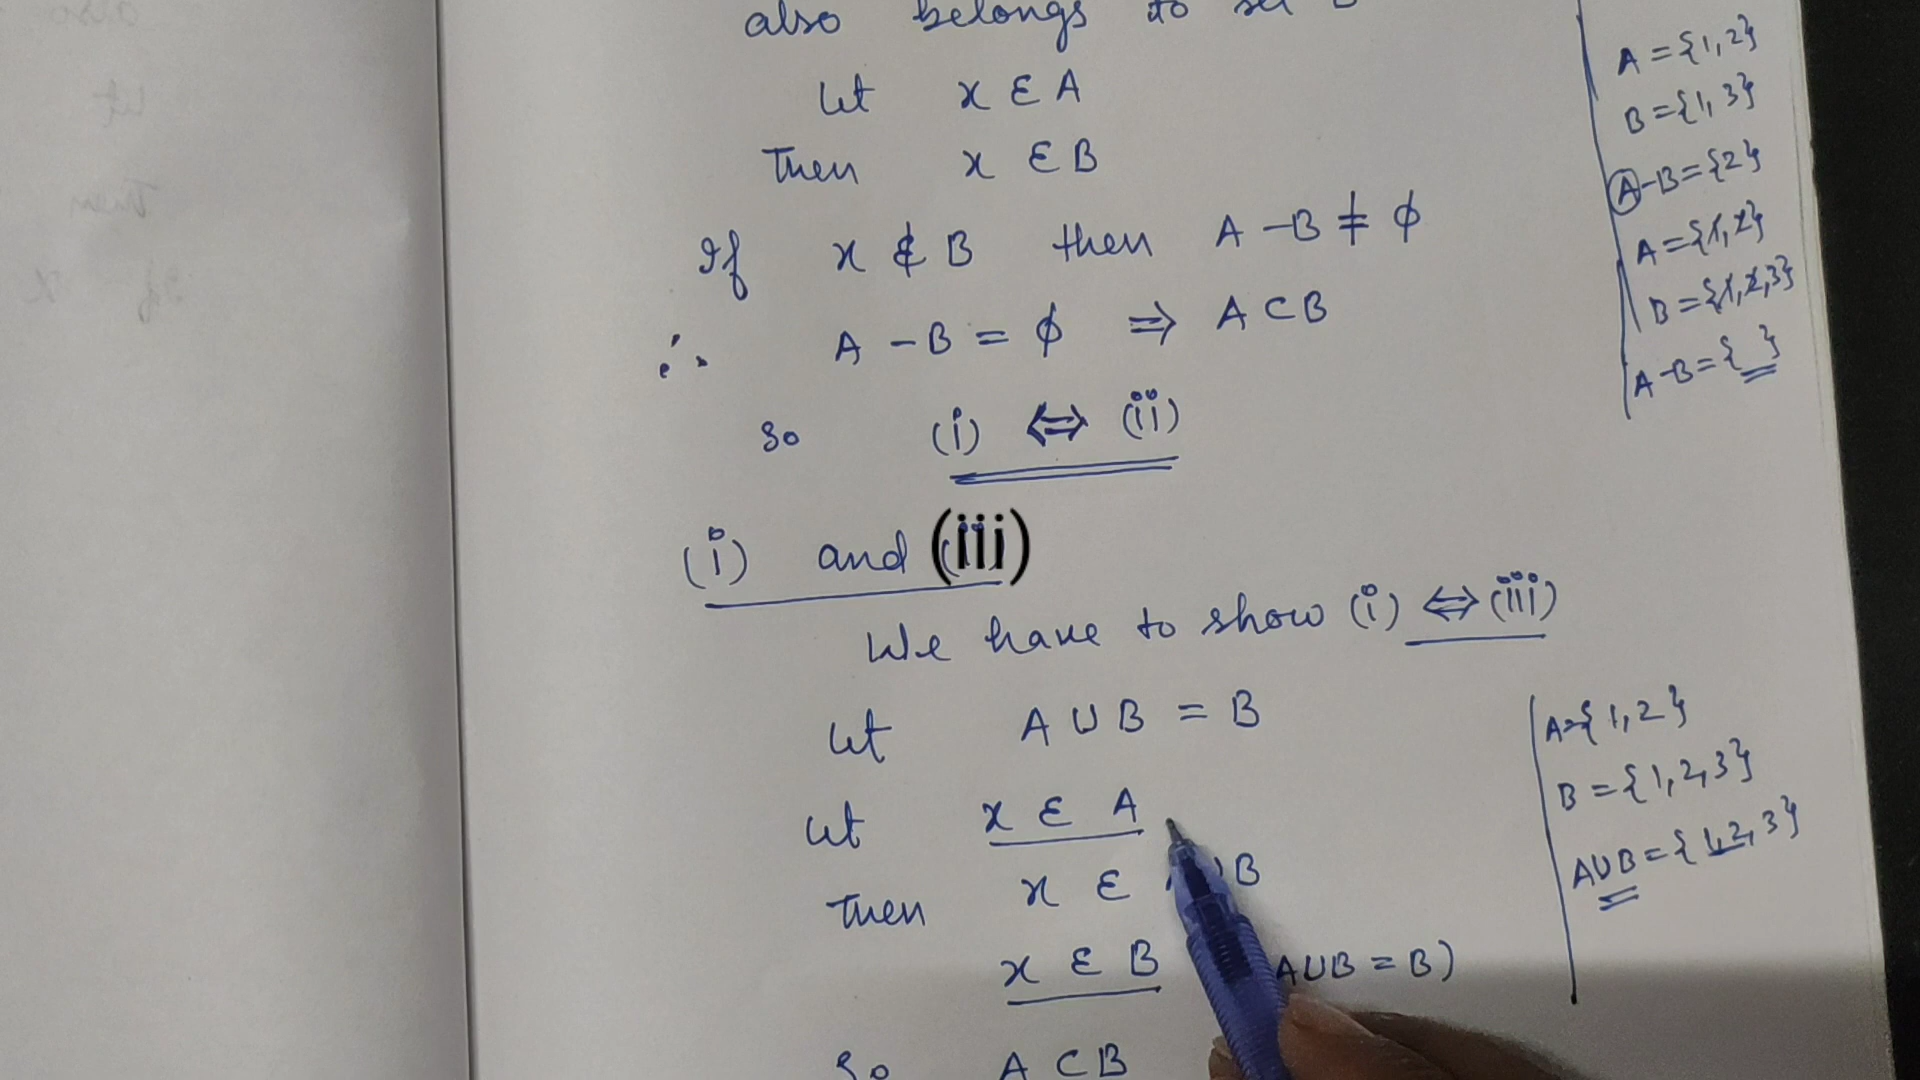 also belongs to set
let x ∈ A
Then x ∈ B
If x ∉ B then A - B ≠ ϕ
∴ A - B = ϕ ⇒ A ⊂ B
So (i) ⇔ (ii)
(i) and (iii)
We have to show (i) ⇔ (iii)
let A ∪ B = B
let x ∈ A
then x ∈ A ∪ B
x ∈ B A∪B = B)
So A ⊂ B
A = {1, 2}
B = {1, 3}
A - B = {2}
A = {1, 2}
B = {1, 2, 3}
A - B = { }
A = {1, 2}
B = {1, 2, 3}
A∪B = {1, 2, 3}